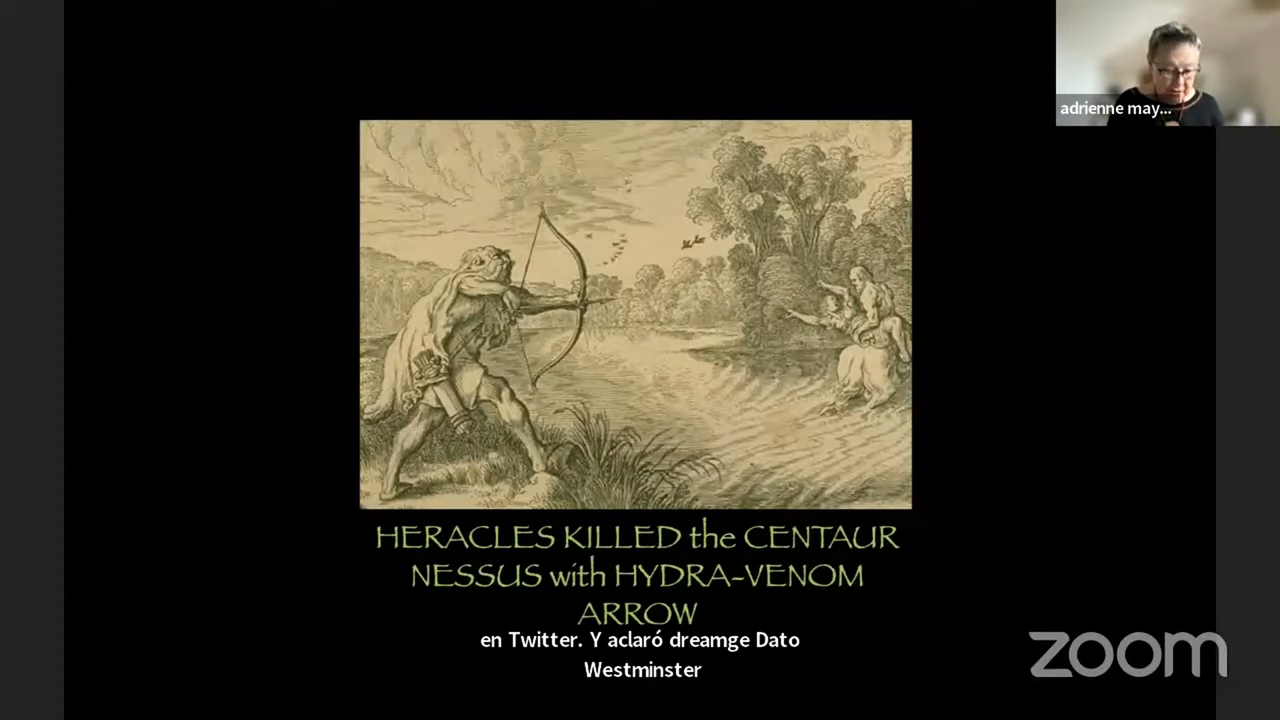 adrienne may...
HERACLES KILLED the CENTAUR
NESSUS with HYDRA-VENOM
ARROW
en Twitter. Y aclaró dreamge Dato
Westminster
zoom